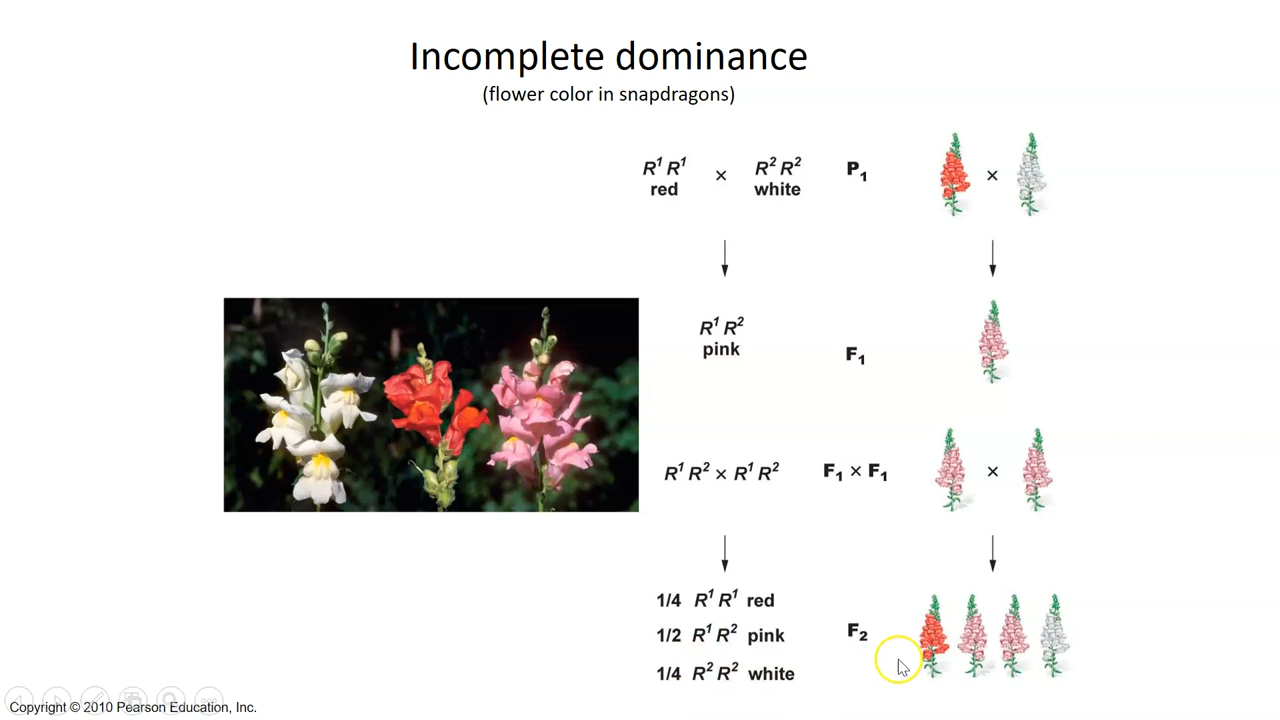 Incomplete dominance
(flower color in snapdragons)
R¹ R¹ × R² R² P₁ ×
red white
R¹ R²
pink
F₁
R¹ R² × R¹ R² F₁ × F₁ ×
1/4 R¹ R¹ red
1/2 R¹ R² pink
F₂
1/4 R² R² white
Copyright © 2010 Pearson Education, Inc.